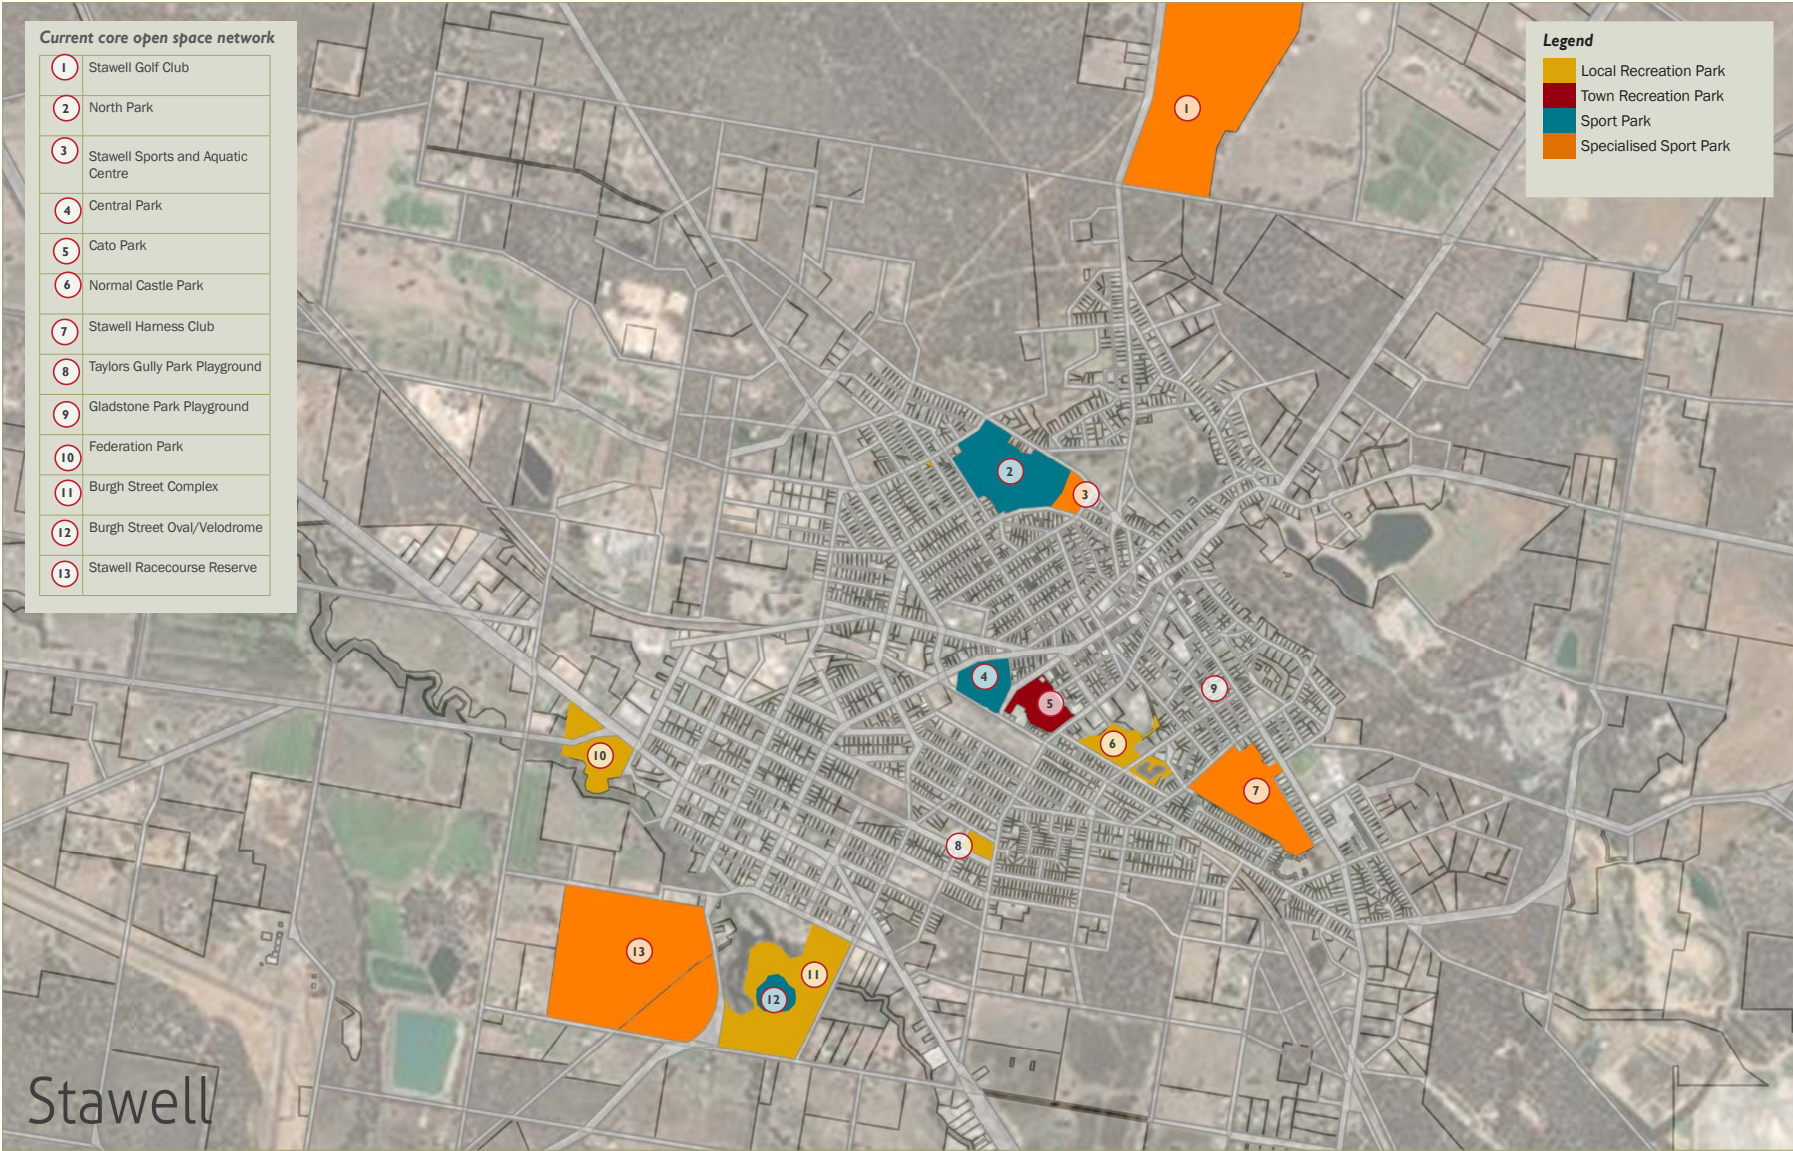 Current core open space network
1 Stawell Golf Club
2 North Park
3 Stawell Sports and Aquatic
Centre
4 Central Park
5 Cato Park
6 Normal Castle Park
7 Stawell Harness Club
8 Taylors Gully Park Playground
9 Gladstone Park Playground
10 Federation Park
11 Burgh Street Complex
12 Burgh Street Oval/Velodrome
13 Stawell Racecourse Reserve
Legend
Local Recreation Park
Town Recreation Park
Sport Park
Specialised Sport Park
1
2
3
4
5
9
6
10
7
8
13
11
12
Stawell